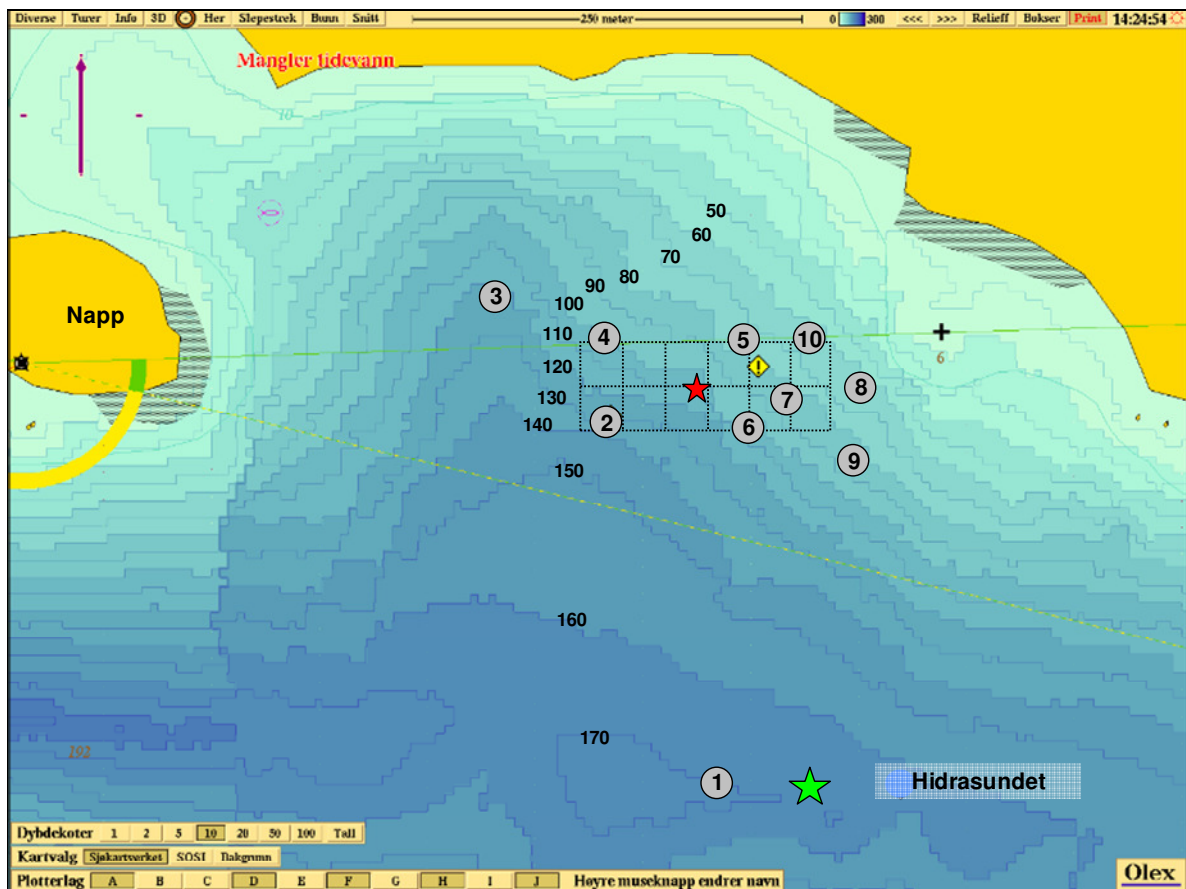 Diverse Turer Info 3D Her Slepestrek Bunn Snitt 250 meter 0 300 <<< >>> Relieff Bokser Print 14:24:54
Mangler tidevann
10
50
60
70
80
90
3
100
Napp
110 4 5 10
6
120
8
130 7
2 6
140
9
150
160
170
192
1 Hidrasundet
Dybdekoter 1 2 5 10 20 50 100 Tall
Kartvalg Sjøkartverket SOSI Bakgrunn
Plotterlag A B C D E F G H I J Høyre museknapp endrer navn Olex